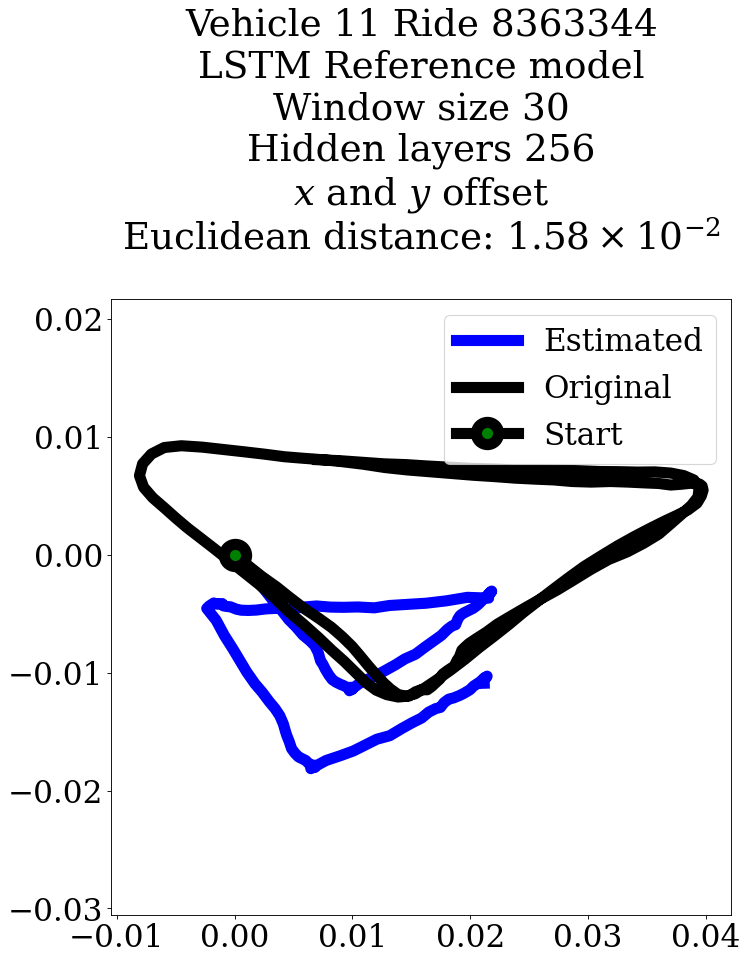 Vehicle 11 Ride 8363344
LSTM Reference model
Window size 30
Hidden layers 256
x and y offset
Euclidean distance: 1.58 × 10⁻²
Estimated
Original
Start
0.02
0.01
0.00
−0.01
−0.02
−0.03
−0.01 0.00 0.01 0.02 0.03 0.04